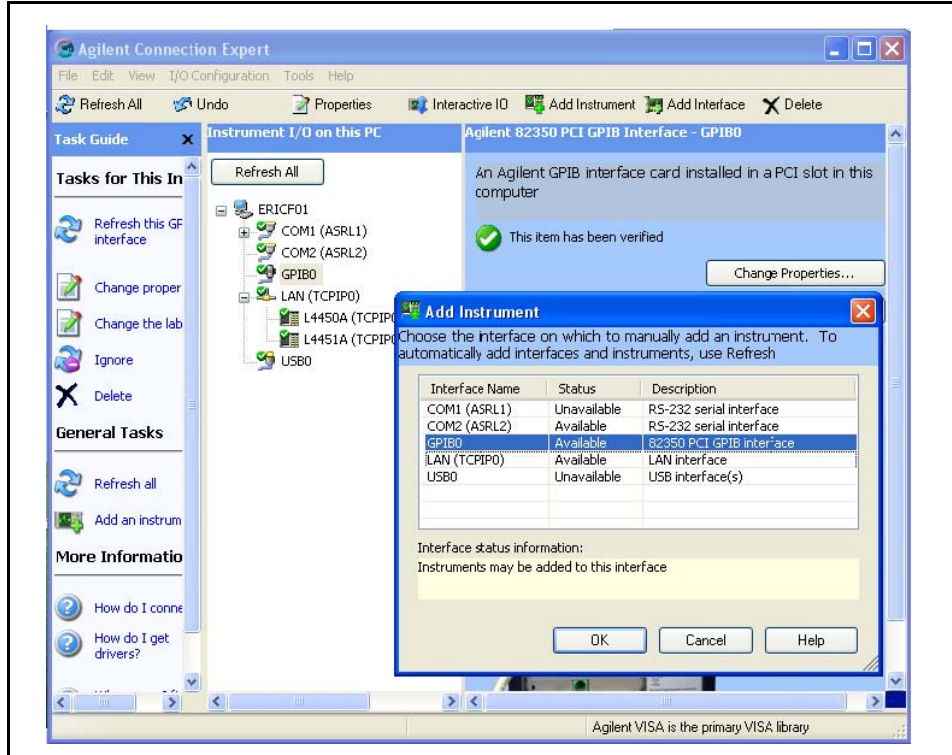 Agilent Connection Expert
File Edit View I/O Configuration Tools Help
Refresh All Undo Properties Interactive IO Add Instrument Add Interface Delete
Task Guide
Tasks for This In
Refresh this GP
interface
Change proper
Change the lab
Ignore
Delete
General Tasks
Refresh all
Add an instrum
More Informatio
How do I conne
How do I get
drivers?
Instrument I/O on this PC
Refresh All
ERICF01
COM1 (ASRL1)
COM2 (ASRL2)
GPIB0
LAN (TCPIP0)
L4450A (TCPIP
L4451A (TCPIP
USB0
Agilent 82350 PCI GPIB Interface - GPIB0
An Agilent GPIB interface card installed in a PCI slot in this
computer
This item has been verified
Change Properties...
Add Instrument
Choose the interface on which to manually add an instrument. To
automatically add interfaces and instruments, use Refresh
Interface Name Status Description
COM1 (ASRL1) Unavailable RS-232 serial interface
COM2 (ASRL2) Available RS-232 serial interface
GPIB0 Available 82350 PCI GPIB interface
LAN (TCPIP0) Available LAN interface
USB0 Unavailable USB interface(s)
Interface status information:
Instruments may be added to this interface
OK Cancel Help
Agilent VISA is the primary VISA library